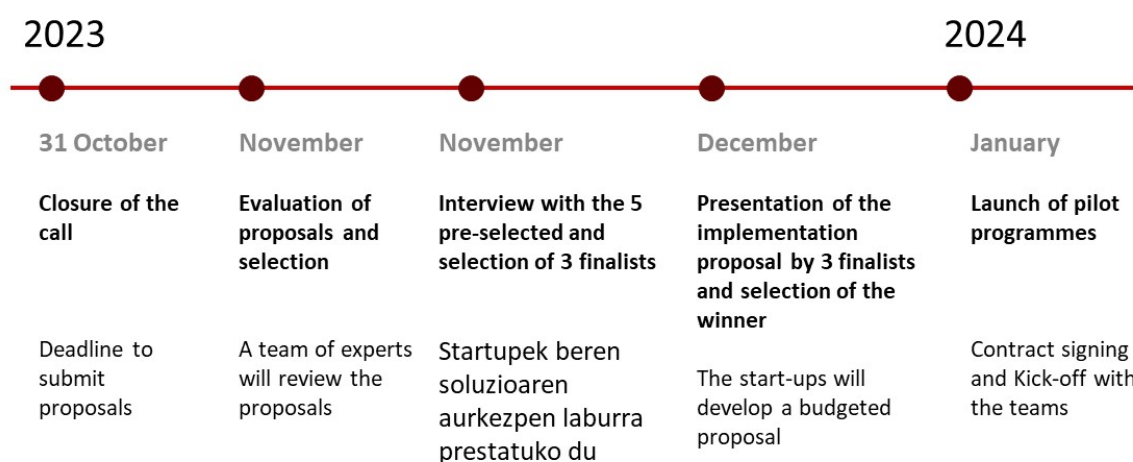 2023
2024
31 October
November
November
December
January
Closure of the
call
Evaluation of
proposals and
selection
Interview with the 5
pre-selected and
selection of 3 finalists
Presentation of the
implementation
proposal by 3 finalists
and selection of the
winner
Launch of pilot
programmes
Deadline to
submit
proposals
A team of experts
will review the
proposals
Startupek beren
soluzioaren
aurkezpen laburra
prestatuko du
The start-ups will
develop a budgeted
proposal
Contract signing
and Kick-off with
the teams